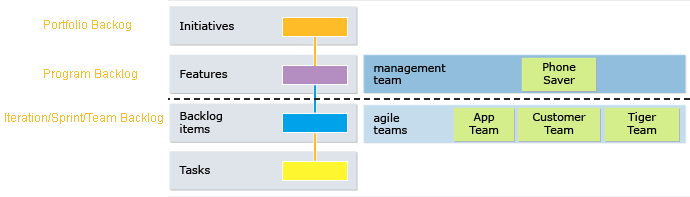 Portfolio Backog
Initiatives
Program Backlog
Features
management
team
Phone
Saver
Iteration/Sprint/Team Backlog
Backlog
items
agile
teams
App
Team
Customer
Team
Tiger
Team
Tasks